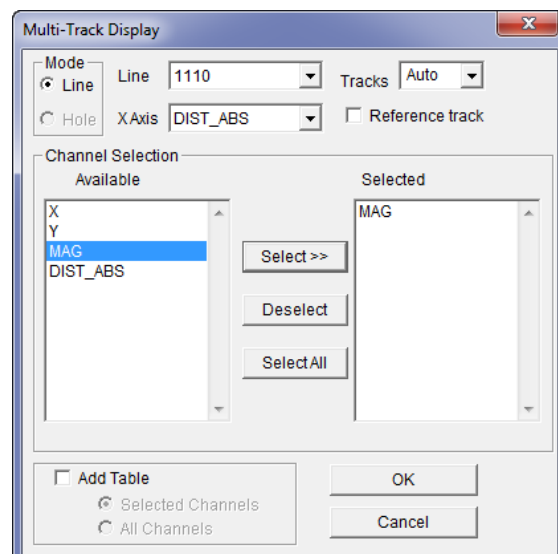 Multi-Track Display
x
Mode
Line
Hole
Line 1110
X Axis DIST_ABS
Tracks Auto
Reference track
Channel Selection
Available
Selected
X
Y
MAG
DIST_ABS
Select >>
Deselect
Select All
MAG
Add Table
Selected Channels
All Channels
OK
Cancel